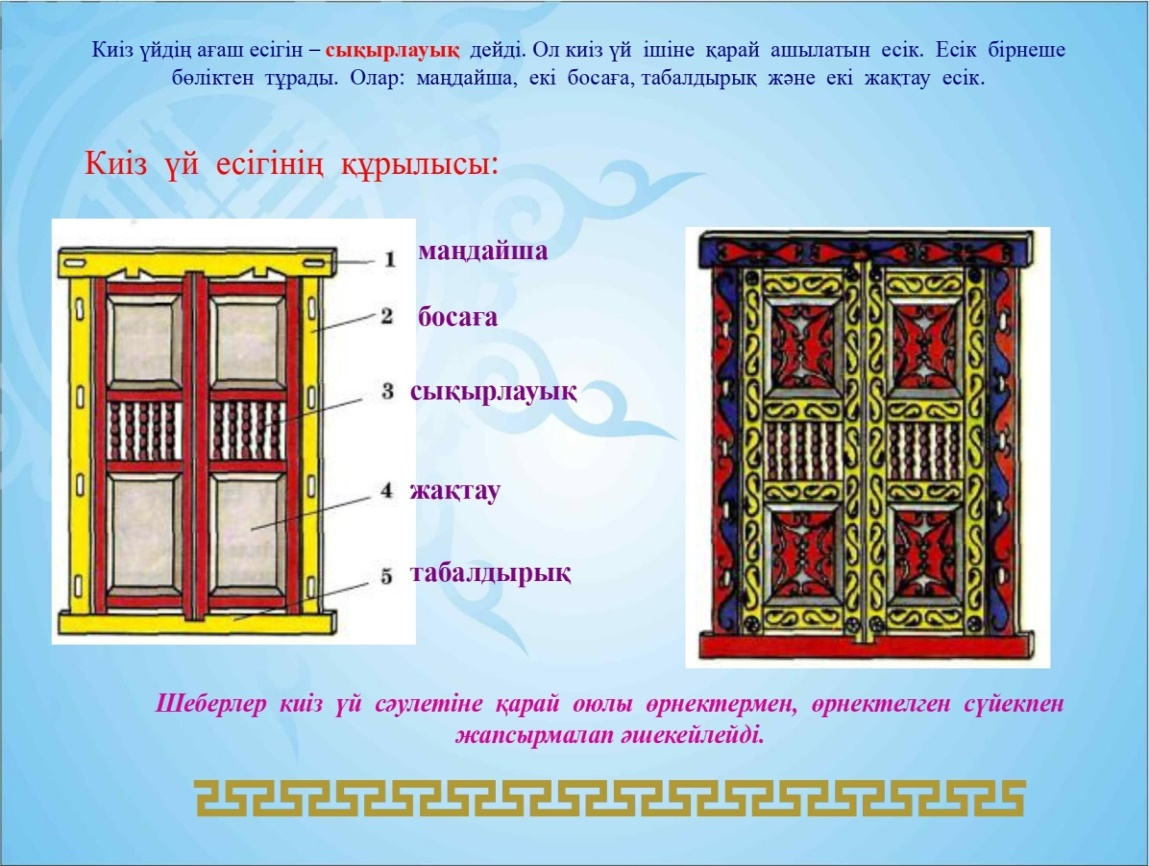 Киіз үйдің ағаш есігін – сықырлауық дейді. Ол киіз үй ішіне қарай ашылатын есік. Есік бірнеше
бөліктен тұрады. Олар: маңдайша, екі босаға, табалдырық және екі жақтау есік.
Киіз үй есігінің құрылысы:
1 маңдайша
2 босаға
3 сықырлауық
4 жақтау
5 табалдырық
Шеберлер киіз үй сәулетіне қарай оюлы өрнектермен, өрнектелген сүйекпен
жапсырмалап әшекейлейді.